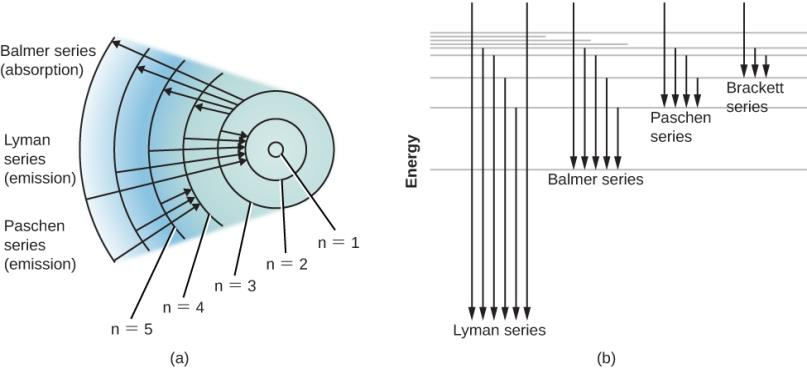 Balmer series
(absorption)
Lyman
series
(emission)
Paschen
series
(emission)
n = 1
n = 2
n = 3
n = 4
n = 5
(a)
Energy
Brackett
series
Paschen
series
Balmer series
Lyman series
(b)